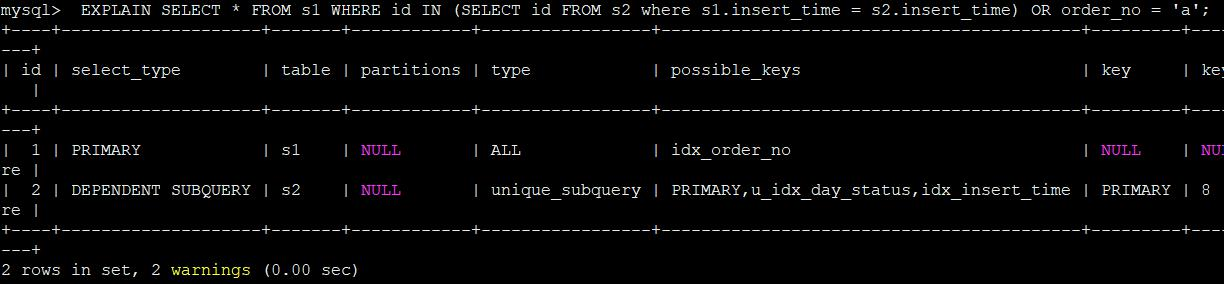 mysql>  EXPLAIN SELECT * FROM s1 WHERE id IN (SELECT id FROM s2 where s1.insert_time = s2.insert_time) OR order_no = 'a';
+----+--------------------+-------+------------+-----------------+------------------------------------------+---------+----
---+
| id | select_type        | table | partitions | type            | possible_keys                            | key     | key
   |
+----+--------------------+-------+------------+-----------------+------------------------------------------+---------+----
---+
|  1 | PRIMARY            | s1    | NULL       | ALL             | idx_order_no                             | NULL    | NUL
re |
|  2 | DEPENDENT SUBQUERY | s2    | NULL       | unique_subquery | PRIMARY,u_idx_day_status,idx_insert_time | PRIMARY | 8
re |
+----+--------------------+-------+------------+-----------------+------------------------------------------+---------+----
---+
2 rows in set, 2 warnings (0.00 sec)